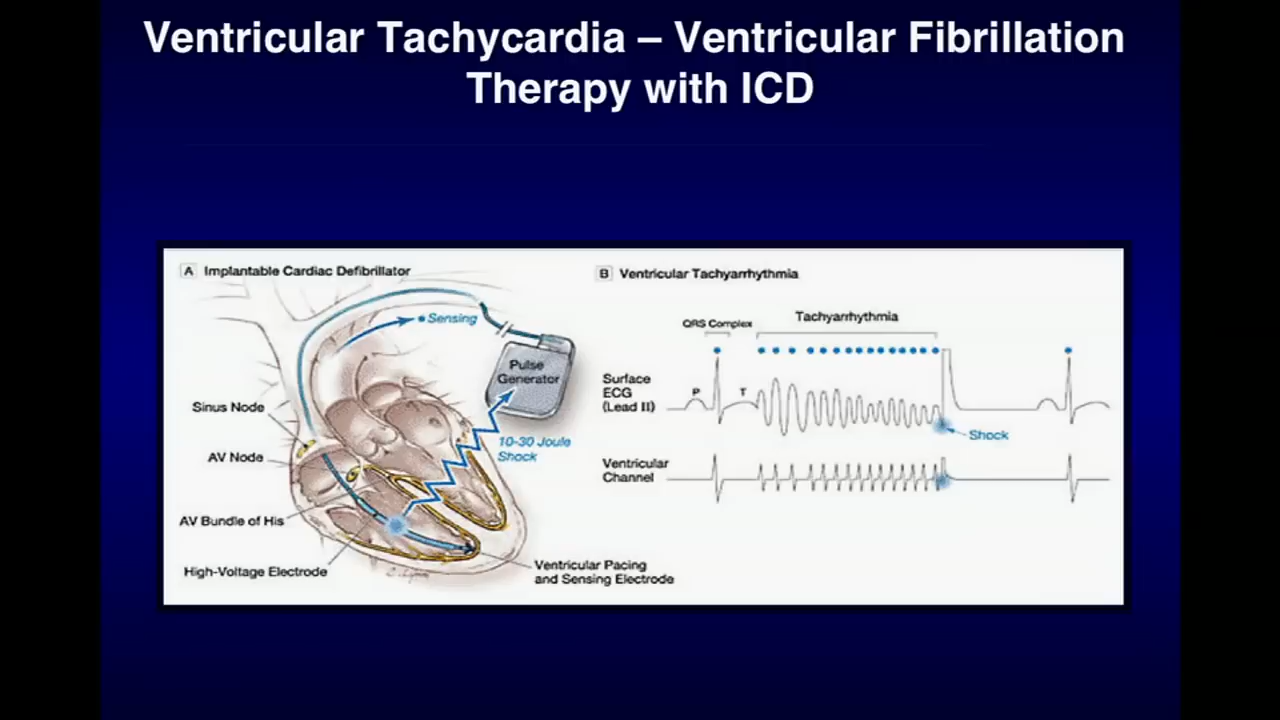 Ventricular Tachycardia – Ventricular Fibrillation
Therapy with ICD
A Implantable Cardiac Defibrillator
Sensing
Pulse
Generator
10-30 Joule
Shock
Sinus Node
AV Node
AV Bundle of His
High-Voltage Electrode
Ventricular Pacing
and Sensing Electrode
B Ventricular Tachyarrhythmia
QRS Complex
Tachyarrhythmia
Surface
ECG
(Lead II)
P
T
Shock
Ventricular
Channel